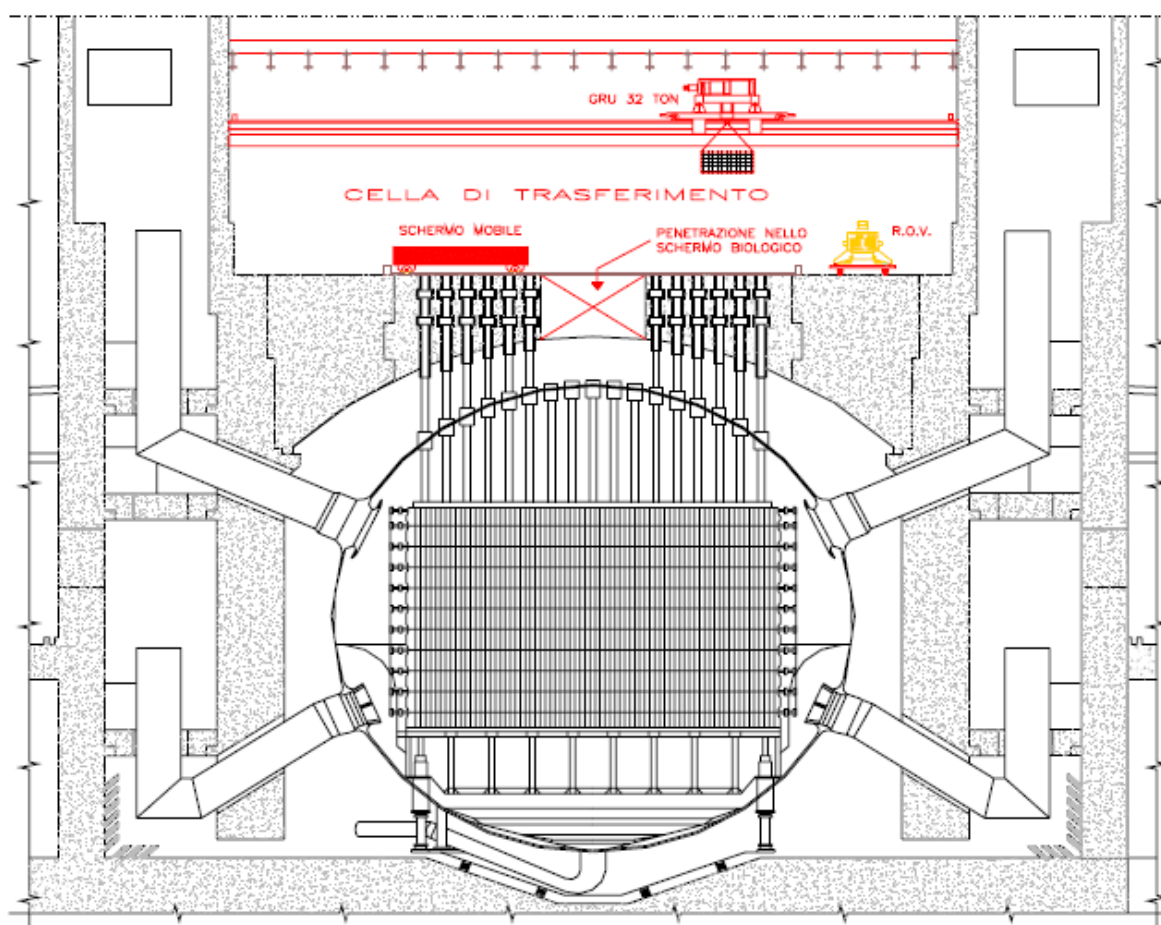 GRU 32 TON
CELLA DI TRASFERIMENTO
SCHERMO MOBILE
PENETRAZIONE NELLO
SCHERMO BIOLOGICO
R.O.V.